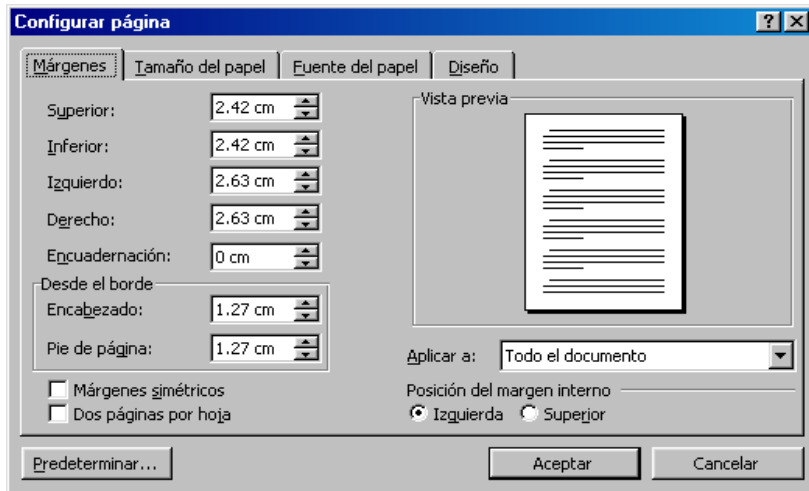 Configurar página
Márgenes Tamaño del papel Fuente del papel Diseño
Superior: 2.42 cm
Inferior: 2.42 cm
Izquierdo: 2.63 cm
Derecho: 2.63 cm
Encuadernación: 0 cm
Desde el borde
Encabezado: 1.27 cm
Pie de página: 1.27 cm
Márgenes simétricos
Dos páginas por hoja
Vista previa
Aplicar a: Todo el documento
Posición del margen interno
Izquierda Superior
Predeterminar... Aceptar Cancelar